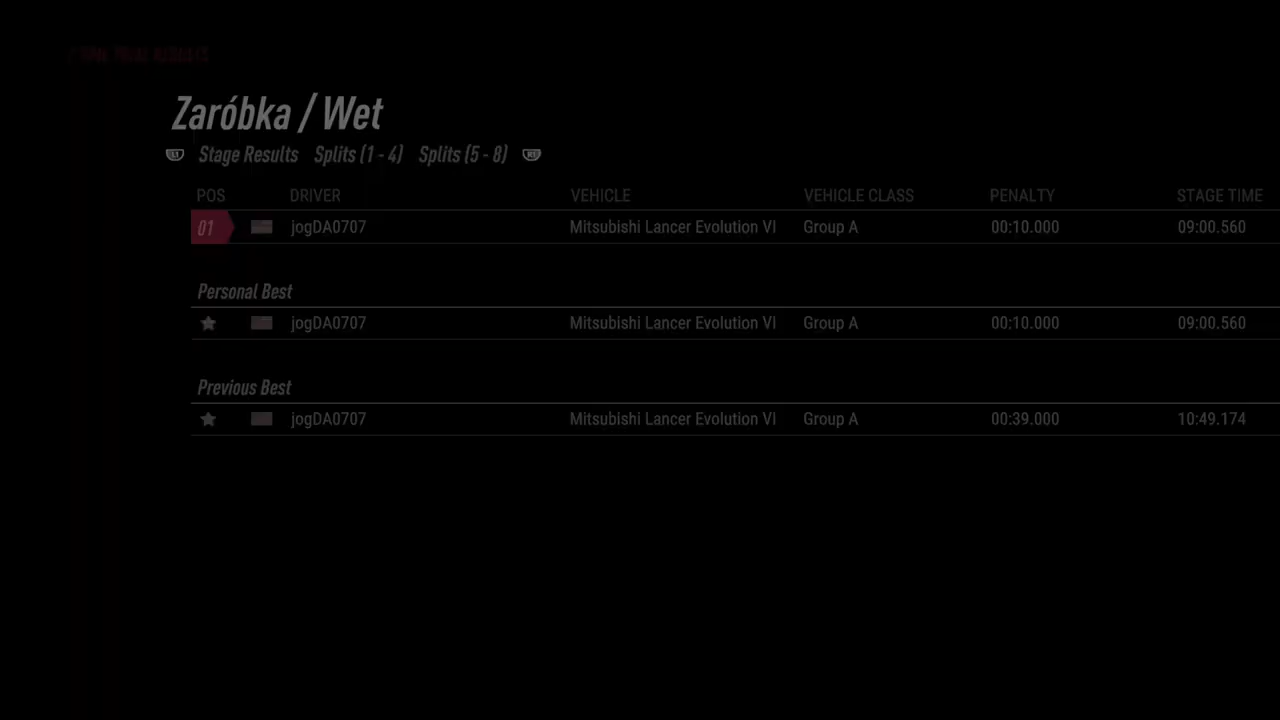 Zaróbka / Wet
L1 Stage Results Splits (1 - 4) Splits (5 - 8) R1
POS DRIVER VEHICLE VEHICLE CLASS PENALTY STAGE TIME
01 jogDA0707 Mitsubishi Lancer Evolution VI Group A 00:10.000 09:00.560
Personal Best
jogDA0707 Mitsubishi Lancer Evolution VI Group A 00:10.000 09:00.560
Previous Best
jogDA0707 Mitsubishi Lancer Evolution VI Group A 00:39.000 10:49.174